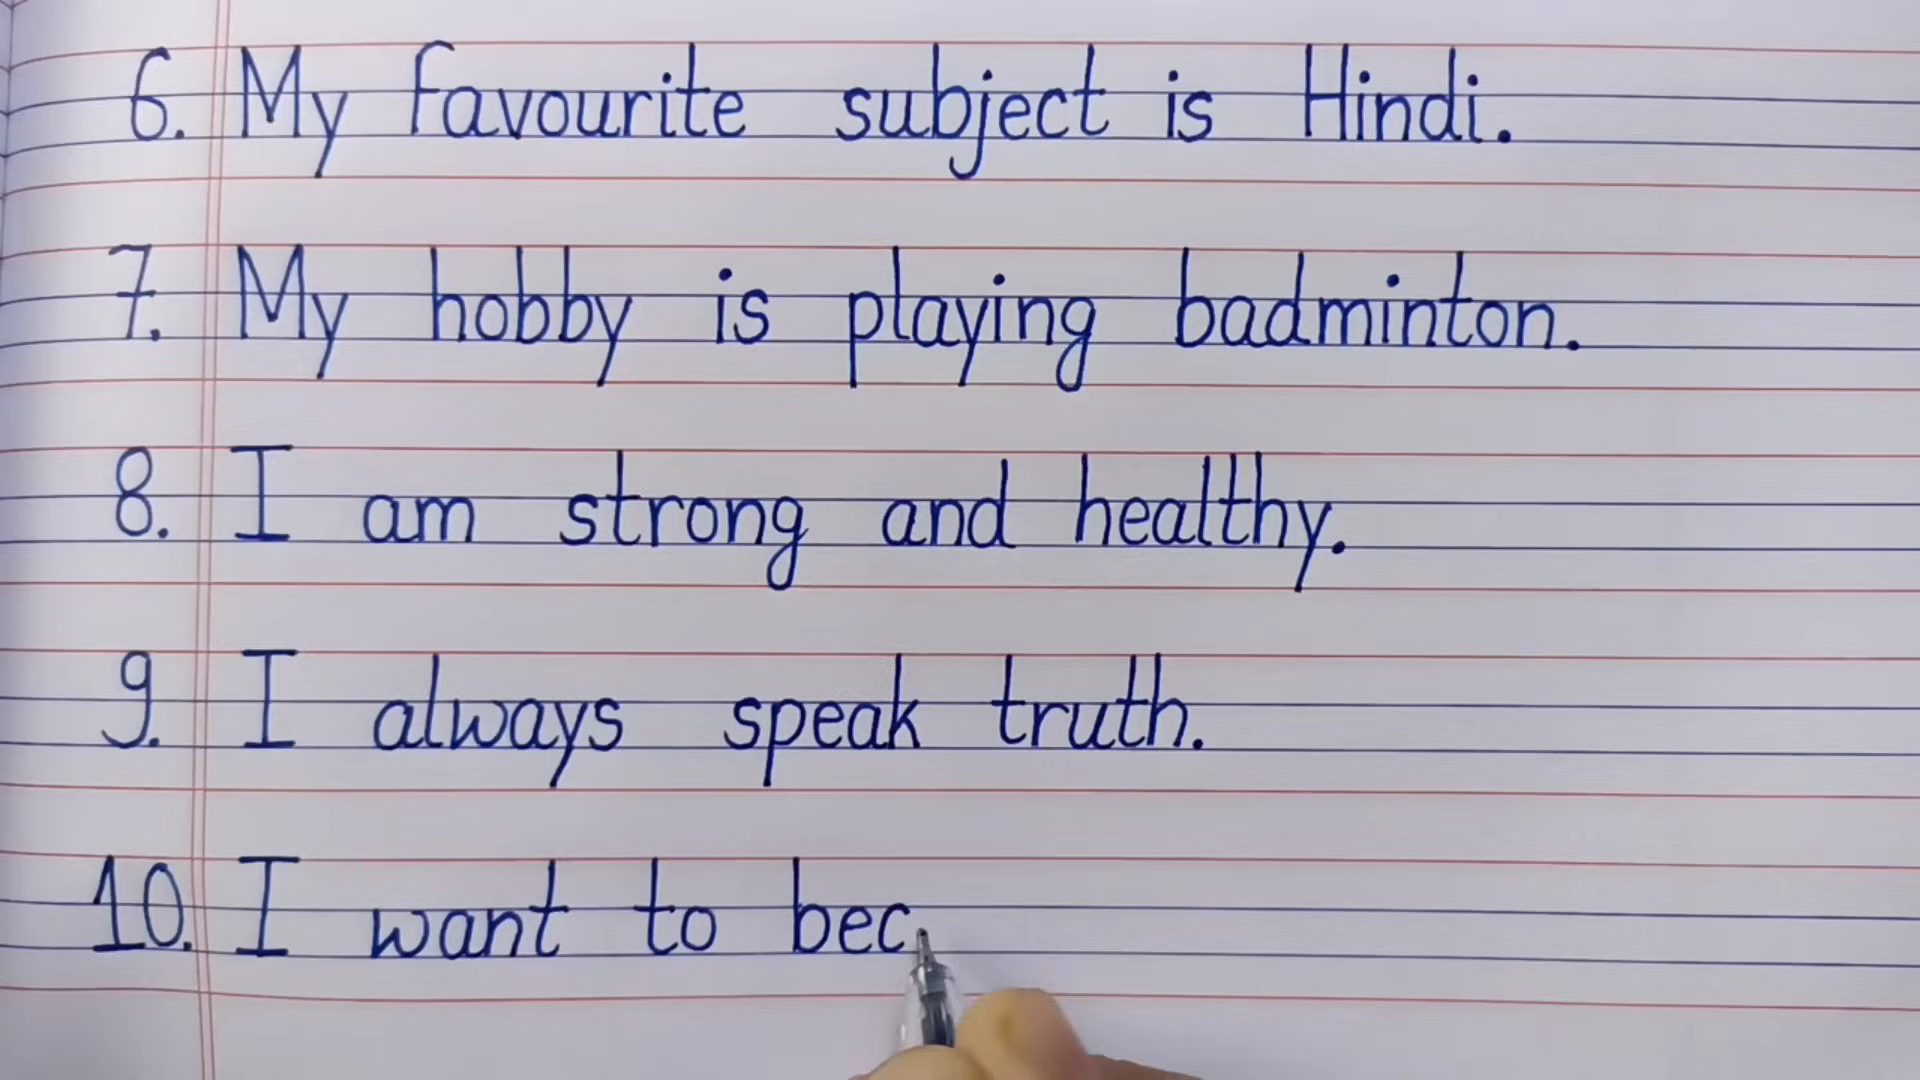 6. My favourite subject is Hindi.
7. My hobby is playing badminton.
8. I am strong and healthy.
9. I always speak truth.
10. I want to bec